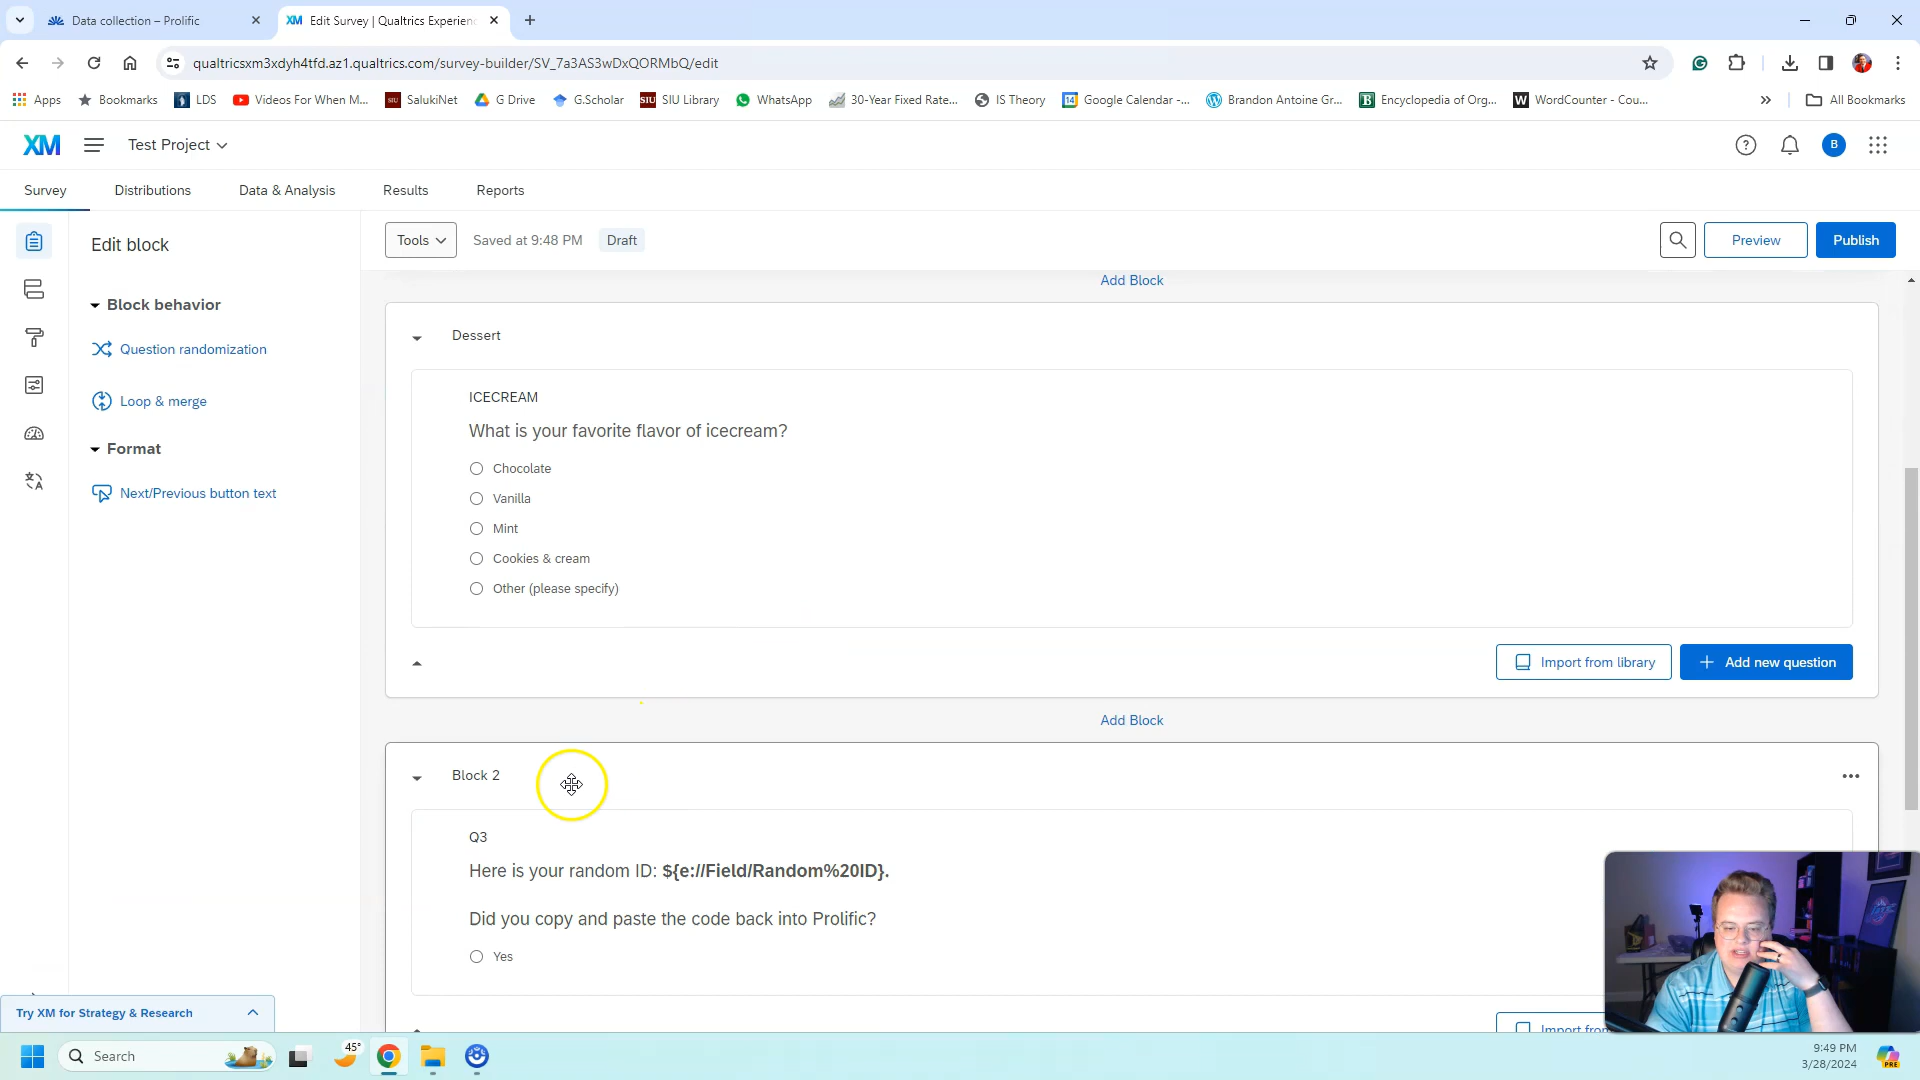 Data collection – Prolific
XM Edit Survey | Qualtrics Experien
qualtricsxm3xdyh4tfd.az1.qualtrics.com/survey-builder/SV_7a3AS3wDxQORMbQ/edit
Apps
Bookmarks
LDS
Videos For When M...
SIU SalukiNet
G Drive
G.Scholar
SIU SIU Library
WhatsApp
30-Year Fixed Rate...
IS Theory
14 Google Calendar -...
Brandon Antoine Gr...
B Encyclopedia of Org...
W WordCounter - Cou...
All Bookmarks
XM
Test Project
B
Survey
Distributions
Data & Analysis
Results
Reports
Edit block
Tools
Saved at 9:48 PM
Draft
Preview
Publish
Block behavior
Question randomization
Loop & merge
Format
Next/Previous button text
Add Block
Dessert
ICECREAM
What is your favorite flavor of icecream?
Chocolate
Vanilla
Mint
Cookies & cream
Other (please specify)
Import from library
Add new question
Add Block
Block 2
Q3
Here is your random ID: ${e://Field/Random%20ID}.
Did you copy and paste the code back into Prolific?
Yes
Import from
Try XM for Strategy & Research
Search
45°
9:49 PM
3/28/2024
PRE